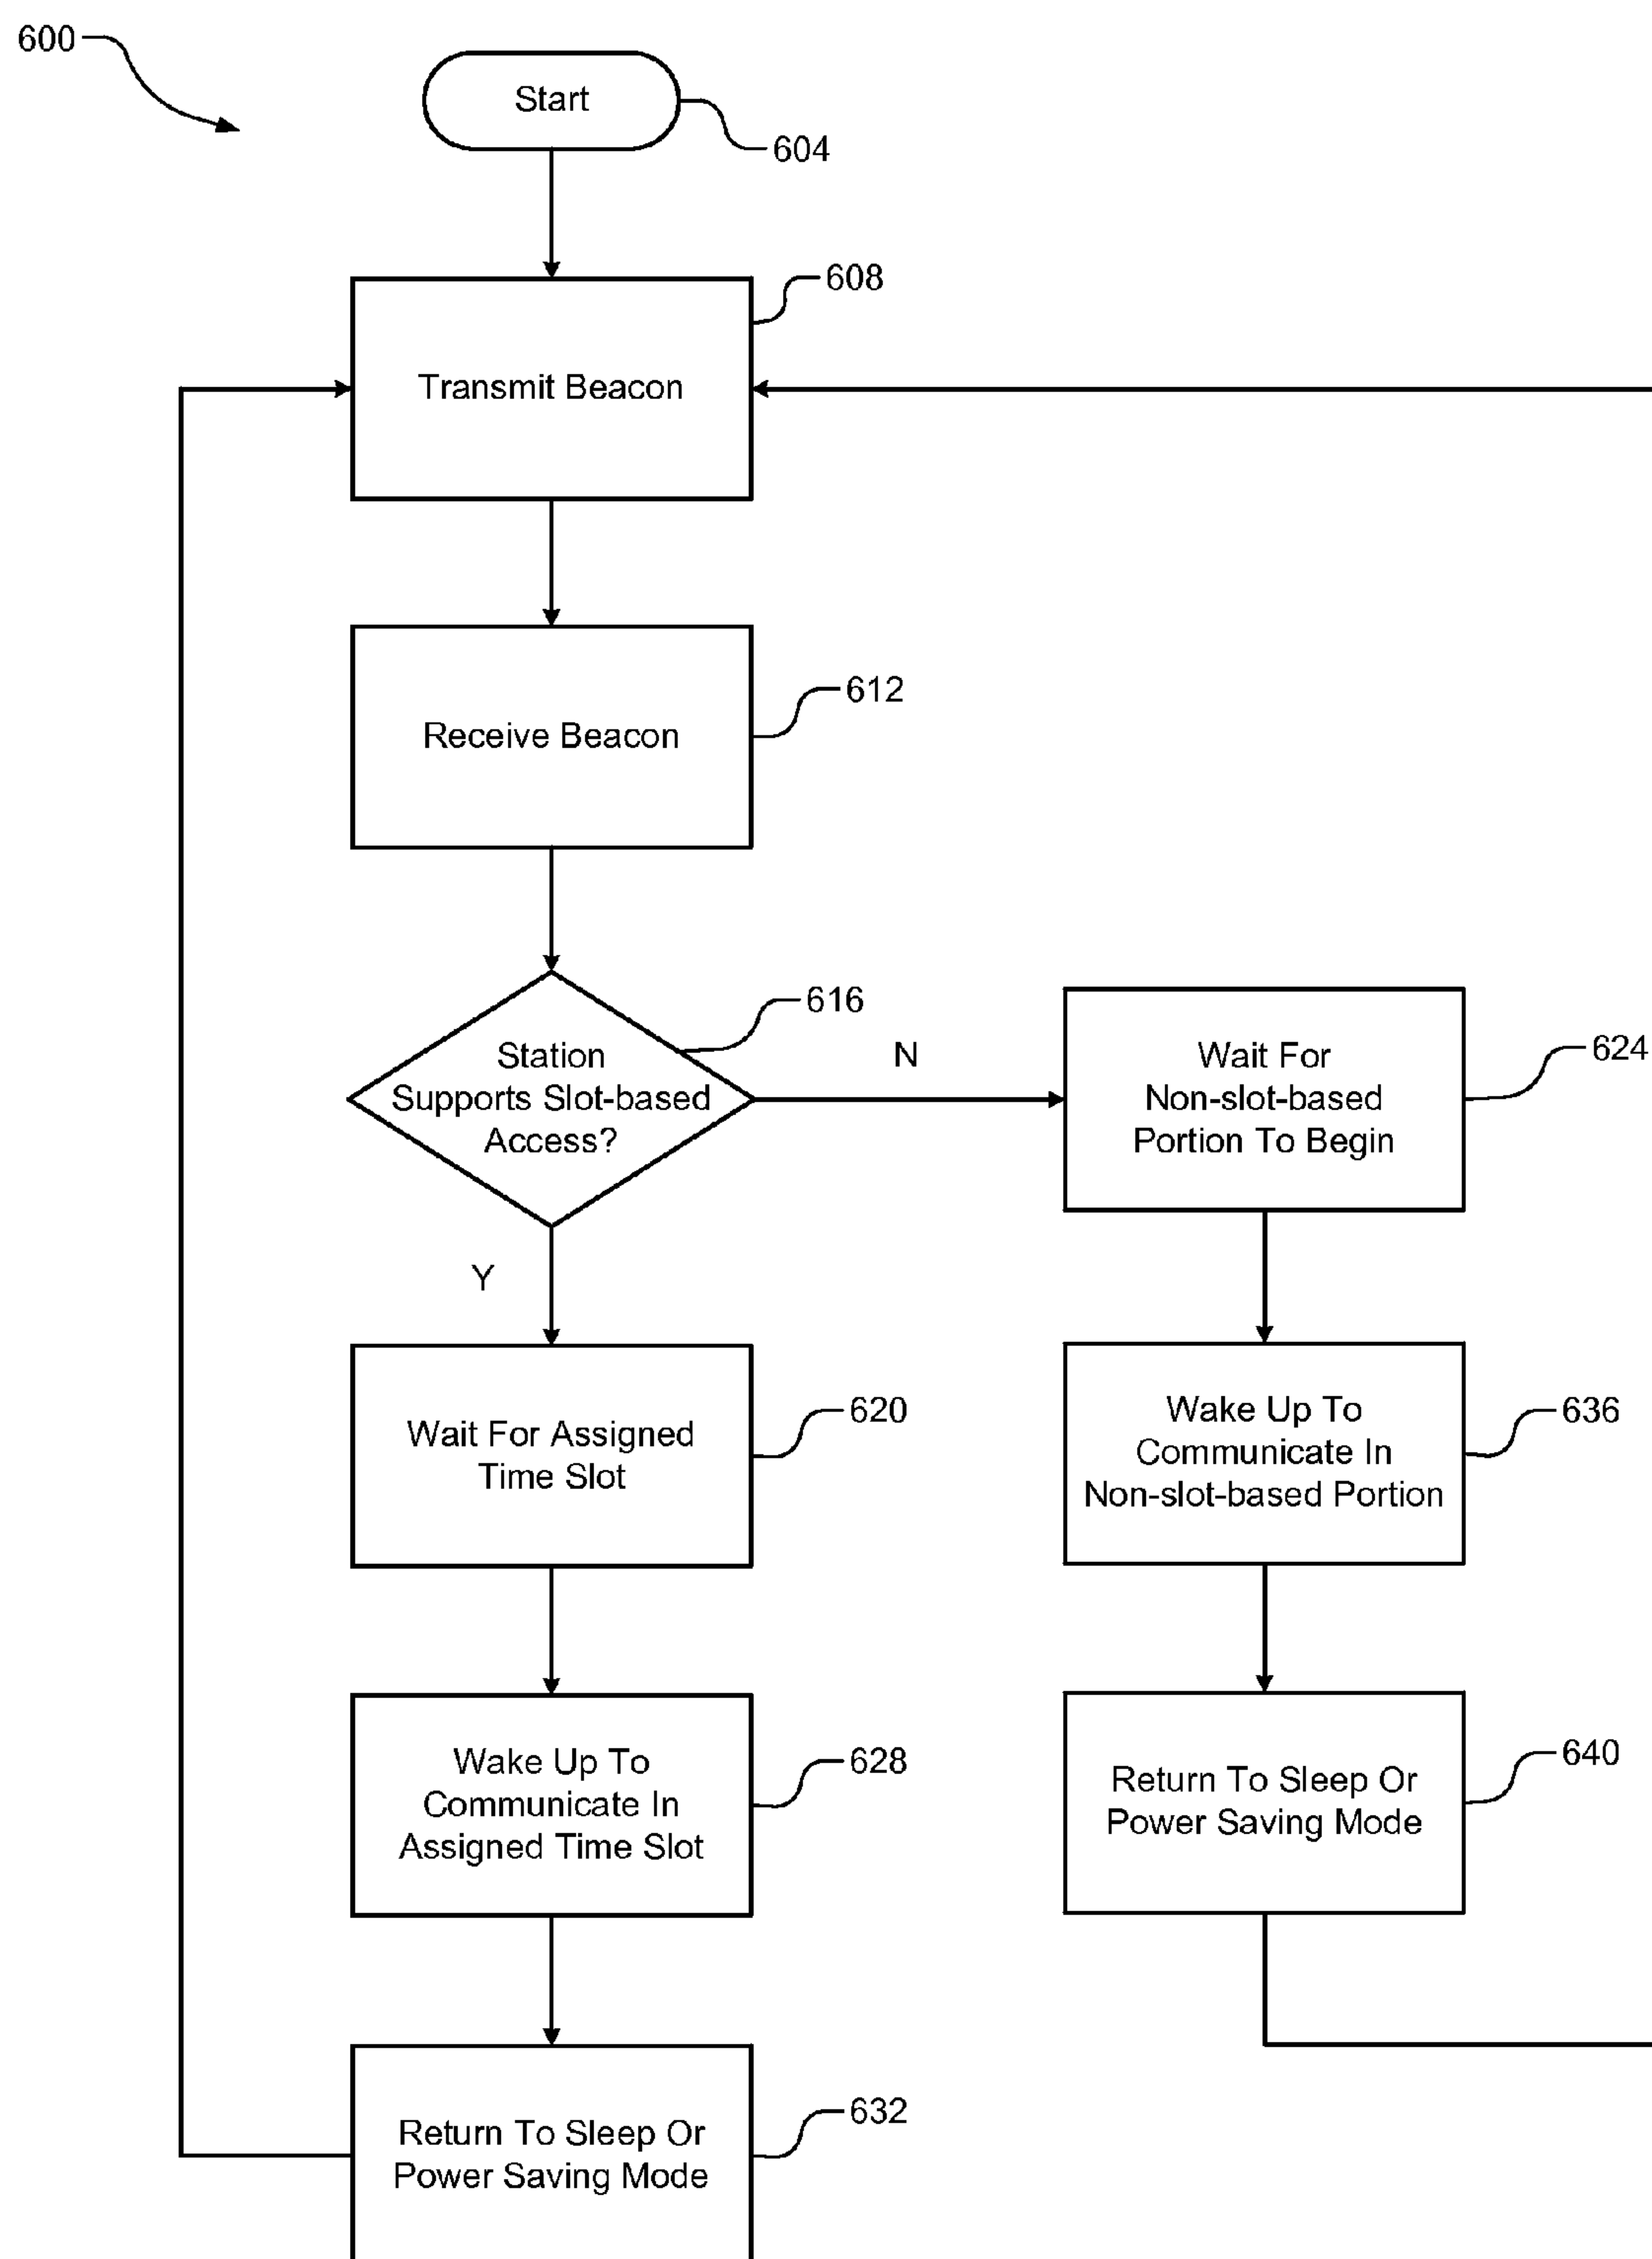 600
Start
604
608
Transmit Beacon
612
Receive Beacon
616
Station
Supports Slot-based
Access?
N
Y
Wait For
Non-slot-based
Portion To Begin
624
620
Wait For Assigned
Time Slot
Wake Up To
Communicate In
Non-slot-based Portion
636
628
Wake Up To
Communicate In
Assigned Time Slot
640
Return To Sleep Or
Power Saving Mode
632
Return To Sleep Or
Power Saving Mode